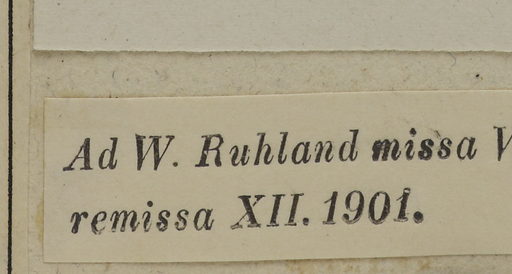 Ad W. Ruhland missa V
remissa XII. 1901.